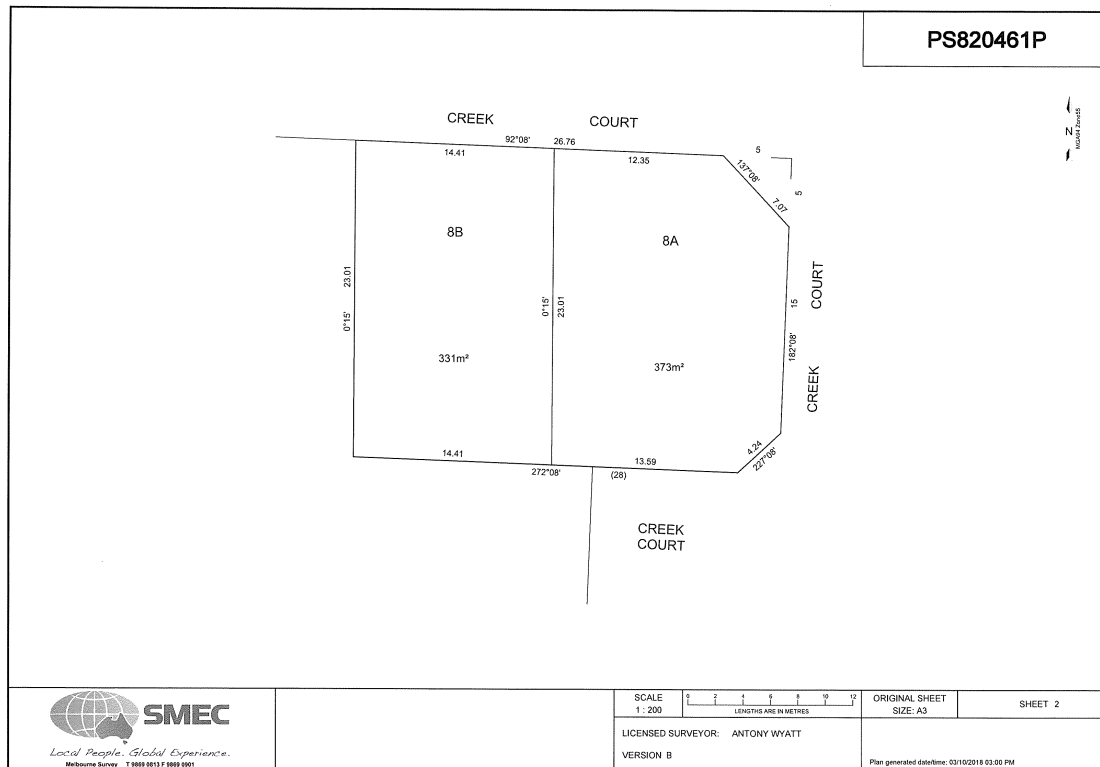 PS820461P
N
MGA94 Zone55
CREEK COURT
92°08' 26.76
14.41
12.35
5
5
137°08'
7.07
8B
8A
23.01
0°15'
0°15'
23.01
15
182°08'
CREEK COURT
331m²
373m²
14.41
13.59
4.24
227°08'
272°08'
(28)
CREEK
COURT
SMEC
Local People. Global Experience.
Melbourne Survey T 9869 0813 F 9869 0901
SCALE
1 : 200
0 2 4 6 8 10 12
LENGTHS ARE IN METRES
ORIGINAL SHEET
SIZE: A3
SHEET 2
LICENSED SURVEYOR: ANTONY WYATT
VERSION B
Plan generated date/time: 03/10/2018 03:00 PM